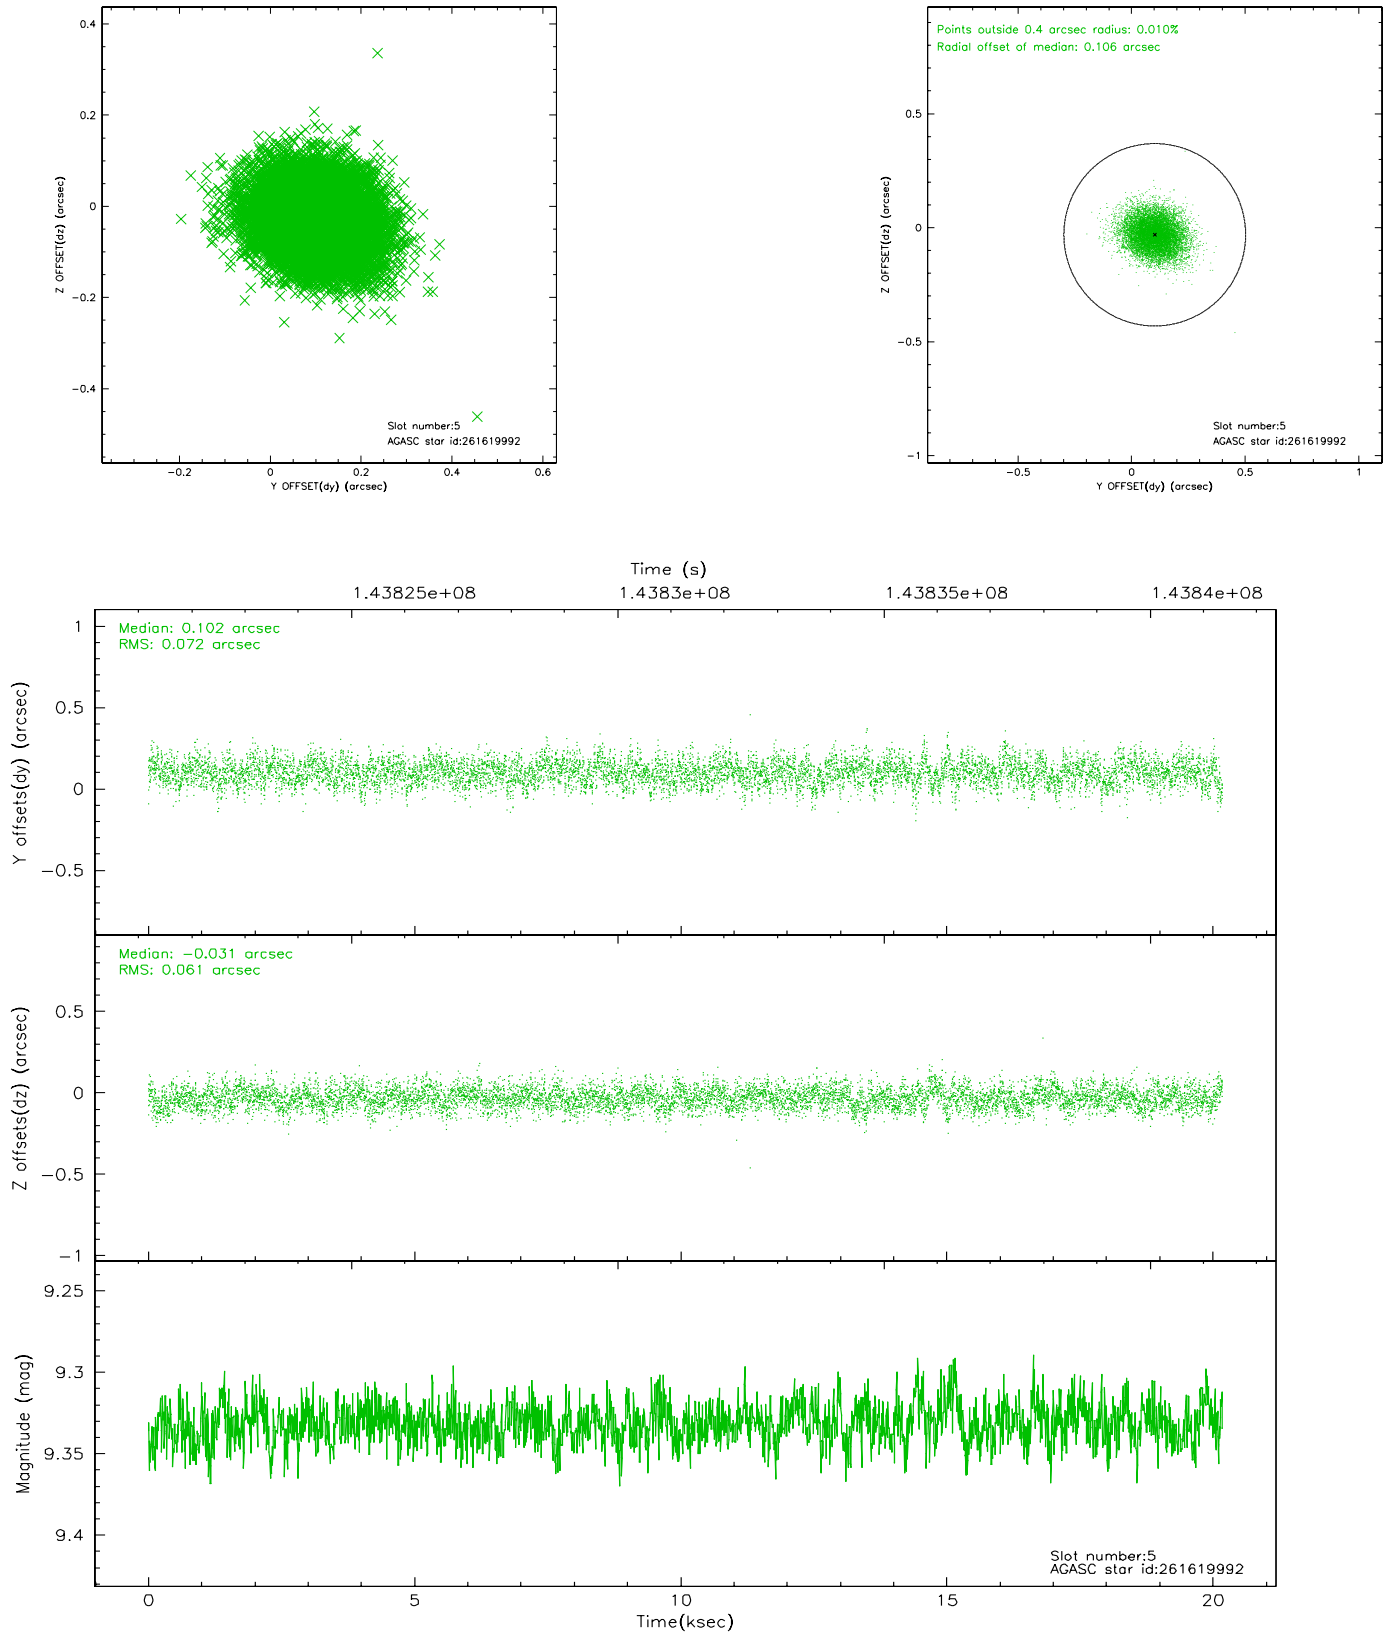 0.4
0.2
0
−0.2
−0.4
−0.2
0
0.2
0.4
0.6
Z OFFSET(dz) (arcsec)
Y OFFSET(dy) (arcsec)
Slot number:5
AGASC star id:261619992
Points outside 0.4 arcsec radius: 0.010%
Radial offset of median: 0.106 arcsec
0.5
0
−0.5
−1
−0.5
0
0.5
1
Z OFFSET(dz) (arcsec)
Y OFFSET(dy) (arcsec)
Slot number:5
AGASC star id:261619992
Time (s)
1.43825e+08
1.4383e+08
1.43835e+08
1.4384e+08
Median: 0.102 arcsec
RMS: 0.072 arcsec
1
0.5
0
−0.5
Y offsets(dy) (arcsec)
Median: −0.031 arcsec
RMS: 0.061 arcsec
0.5
0
−0.5
−1
Z offsets(dz) (arcsec)
9.25
9.3
9.35
9.4
Magnitude (mag)
Slot number:5
AGASC star id:261619992
0
5
10
15
20
Time(ksec)